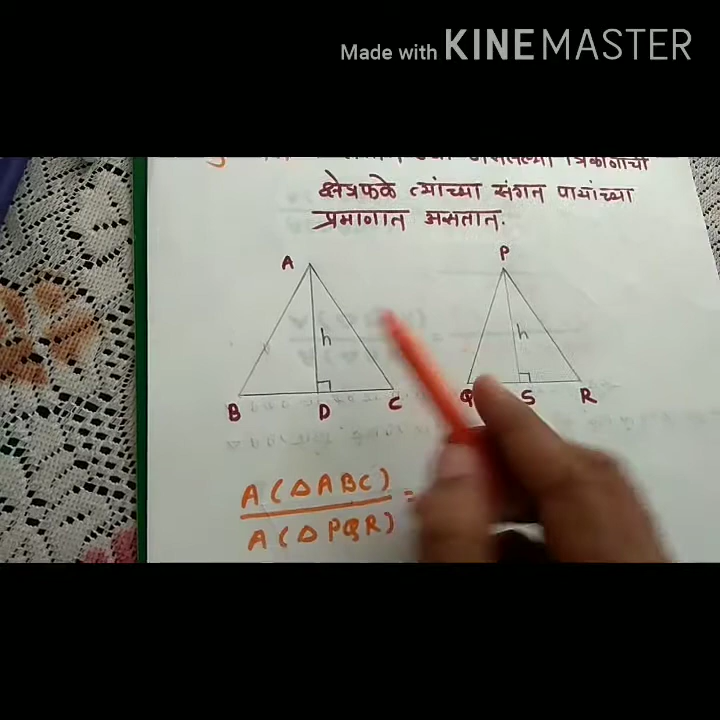 Made with KINEMASTER
त्रिकोणांची
क्षेत्रफळे त्यांच्या संगत पायांच्या
प्रमाणात असतात.
A P
h h
B D C Q S R
A(△ABC) =
A(△PQR)